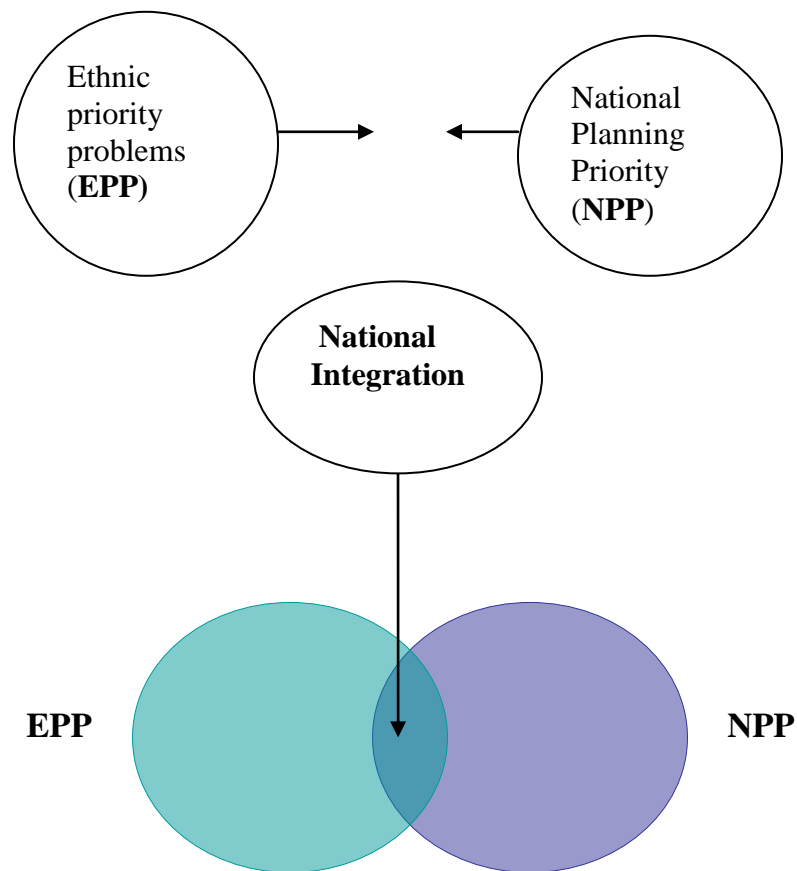 Ethnic
priority
problems
(EPP)
National
Planning
Priority
(NPP)
National
Integration
EPP
NPP